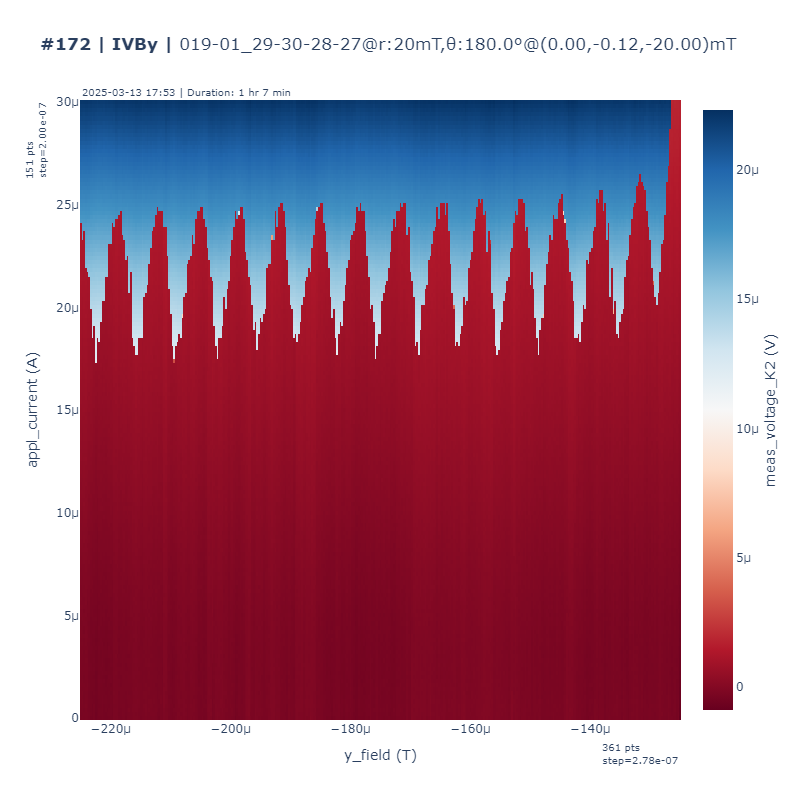 #172 | IVBy | 019-01_29-30-28-27@r:20mT,θ:180.0º@(0.00,-0.12,-20.00)mT
2025-03-13 17:53 | Duration: 1 hr 7 min
151 pts
step=2.00e-07
30μ
25μ
20μ
15μ
10μ
5μ
0
appl_current (A)
−220μ
−200μ
−180μ
−160μ
−140μ
y_field (T)
361 pts
step=2.78e-07
20μ
15μ
10μ
5μ
0
meas_voltage_K2 (V)